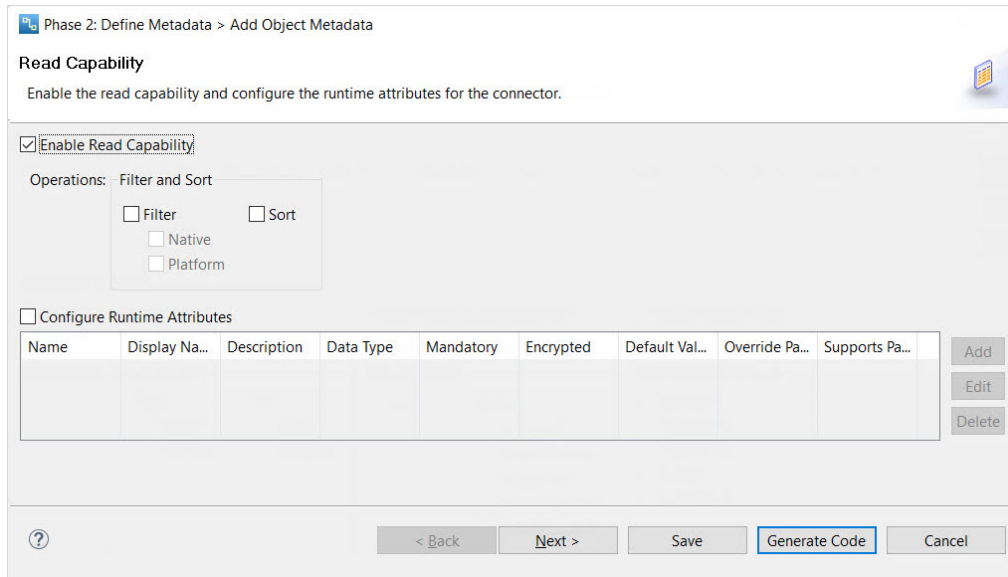 Phase 2: Define Metadata > Add Object Metadata
Read Capability
Enable the read capability and configure the runtime attributes for the connector.
Enable Read Capability
Operations: Filter and Sort
Filter Sort
Native
Platform
Configure Runtime Attributes
Name Display Na... Description Data Type Mandatory Encrypted Default Val... Override Pa... Supports Pa...
Add
Edit
Delete
? < Back Next > Save Generate Code Cancel